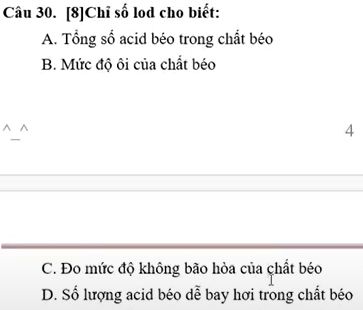 Câu 30. [8]Chỉ số lod cho biết:
A. Tổng số acid béo trong chất béo
B. Mức độ ôi của chất béo
^_^
4
C. Đo mức độ không bão hòa của chất béo
D. Số lượng acid béo dễ bay hơi trong chất béo